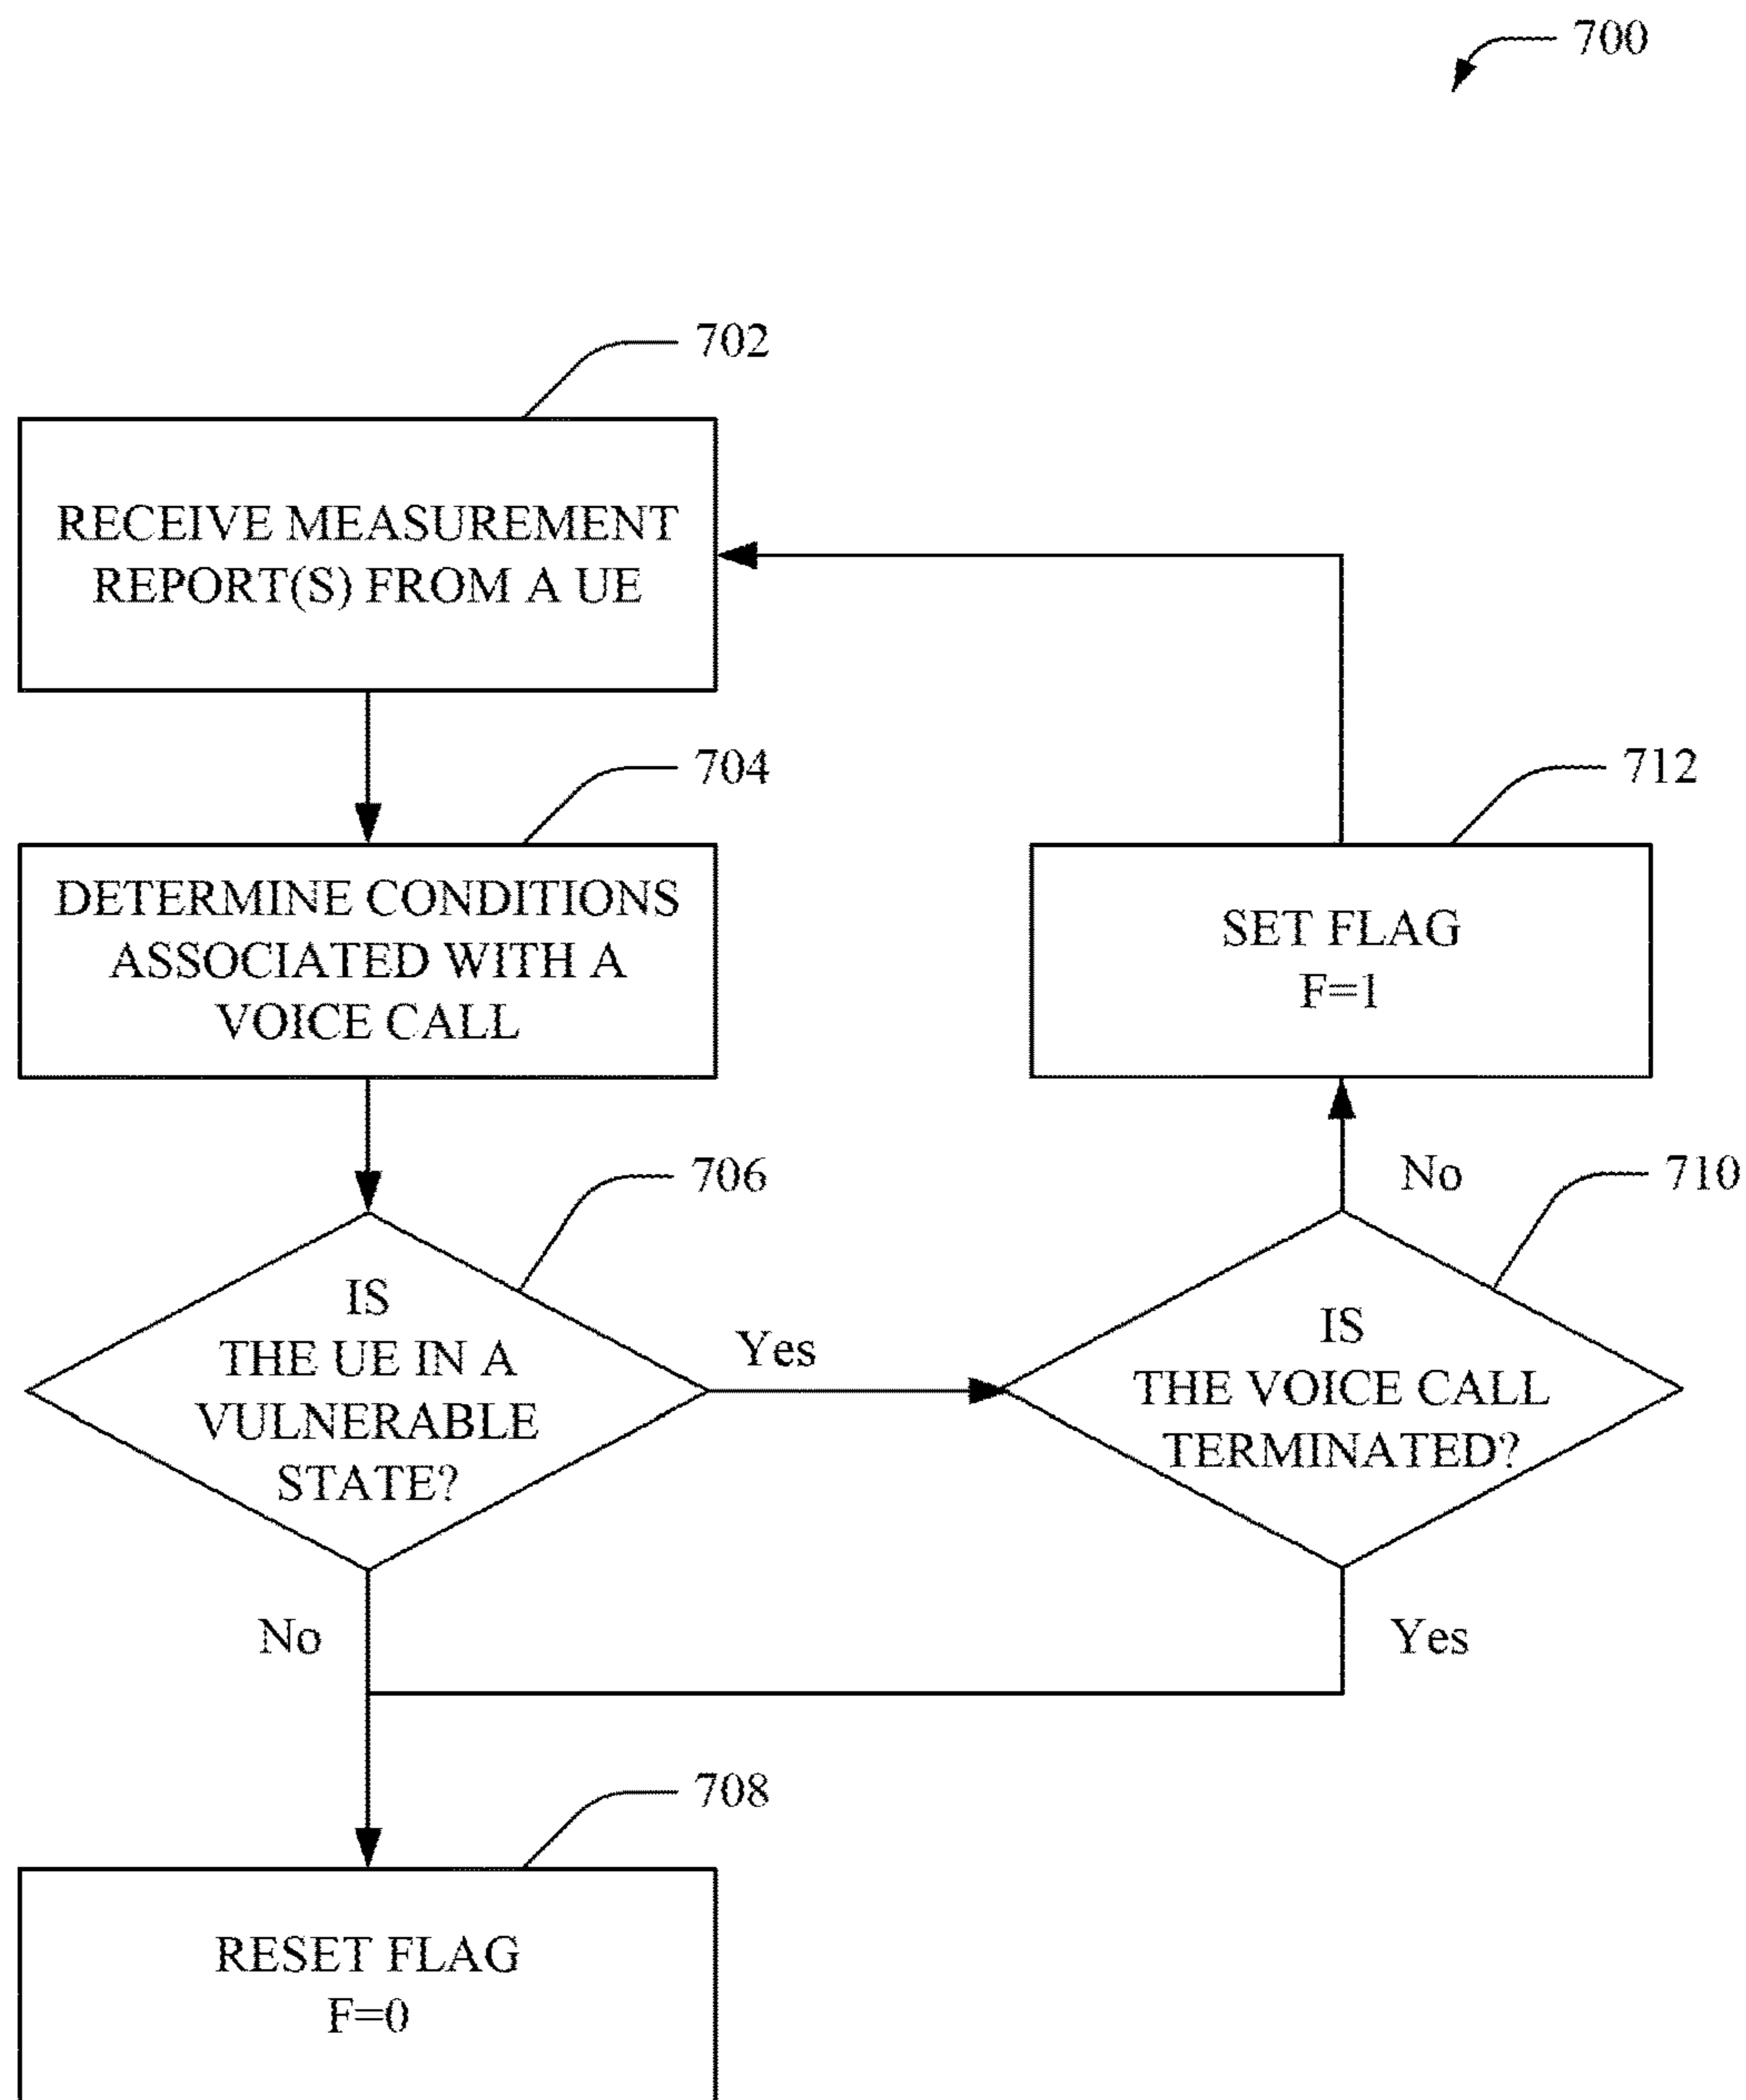 700
702
RECEIVE MEASUREMENT
REPORT(S) FROM A UE
704
DETERMINE CONDITIONS
ASSOCIATED WITH A
VOICE CALL
712
SET FLAG
F=1
706
IS
THE UE IN A
VULNERABLE
STATE?
Yes
No
710
No
IS
THE VOICE CALL
TERMINATED?
Yes
708
RESET FLAG
F=0